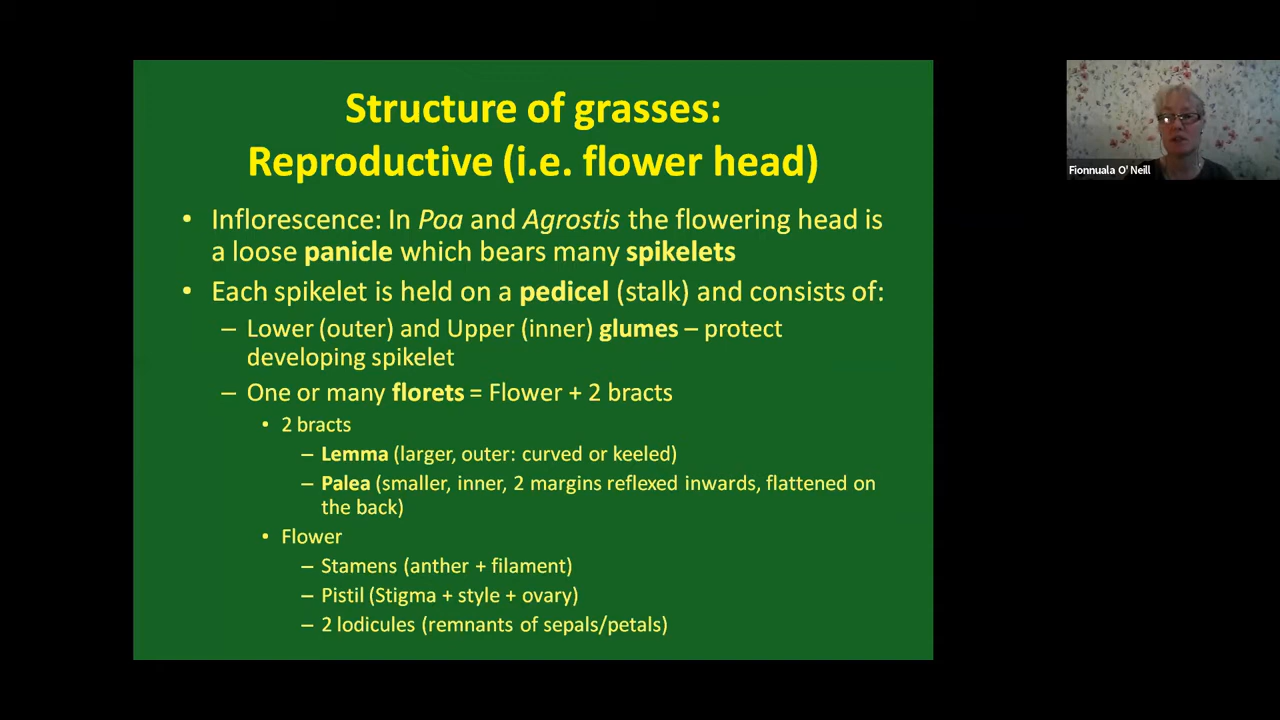 Structure of grasses:
Reproductive (i.e. flower head)
• Inflorescence: In Poa and Agrostis the flowering head is
a loose panicle which bears many spikelets
• Each spikelet is held on a pedicel (stalk) and consists of:
– Lower (outer) and Upper (inner) glumes – protect
developing spikelet
– One or many florets = Flower + 2 bracts
• 2 bracts
– Lemma (larger, outer: curved or keeled)
– Palea (smaller, inner, 2 margins reflexed inwards, flattened on
the back)
• Flower
– Stamens (anther + filament)
– Pistil (Stigma + style + ovary)
– 2 lodicules (remnants of sepals/petals)
Fionnuala O' Neill